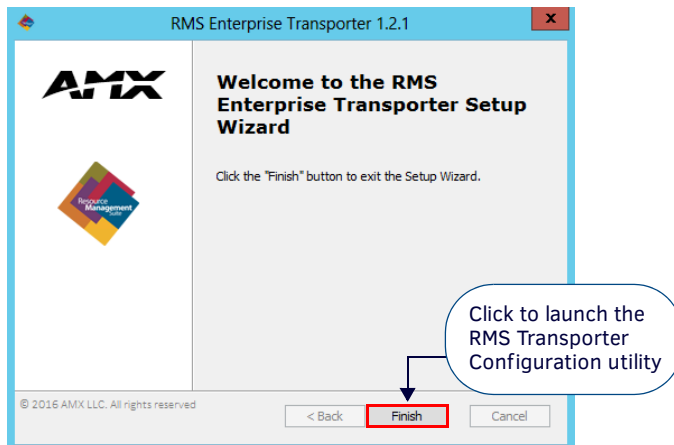 RMS Enterprise Transporter 1.2.1
x
AMX
Welcome to the RMS
Enterprise Transporter Setup
Wizard
Click the "Finish" button to exit the Setup Wizard.
Resource
Management
Suite
Click to launch the
RMS Transporter
Configuration utility
© 2016 AMX LLC. All rights reserved
< Back Finish Cancel